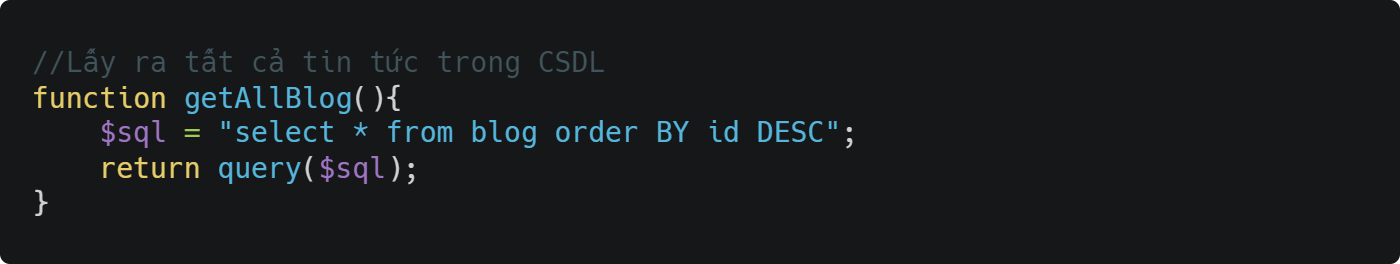 //Lấy ra tất cả tin tức trong CSDL
function getAllBlog(){
    $sql = "select * from blog order BY id DESC";
    return query($sql);
}